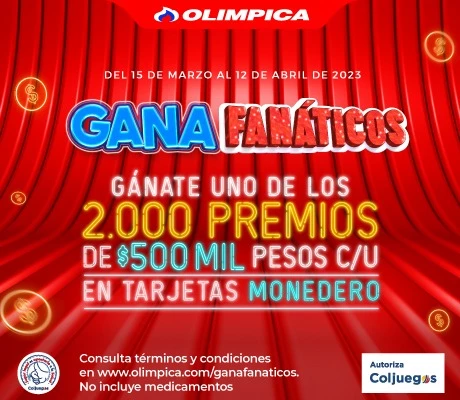 OLIMPICA
DEL 15 DE MARZO AL 12 DE ABRIL DE 2023
GANA FANÁTICOS
GÁNATE UNO DE LOS
2.000 PREMIOS
DE $500 MIL PESOS C/U
EN TARJETAS MONEDERO
Consulta términos y condiciones
en www.olimpica.com/ganafanaticos.
No incluye medicamentos
Coljuegos
Autoriza
Coljuegos